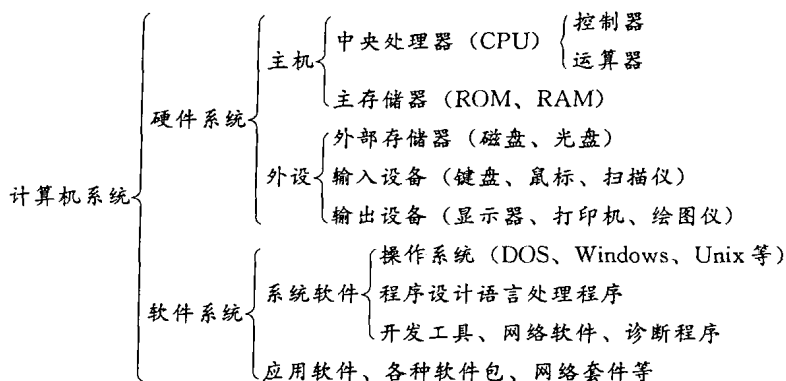 中央处理器（CPU）
控制器
运算器
主机
主存储器（ROM、RAM）
硬件系统
外部存储器（磁盘、光盘）
外设
输入设备（键盘、鼠标、扫描仪）
输出设备（显示器、打印机、绘图仪）
计算机系统
操作系统（DOS、Windows、Unix 等）
系统软件
程序设计语言处理程序
软件系统
开发工具、网络软件、诊断程序
应用软件、各种软件包、网络套件等